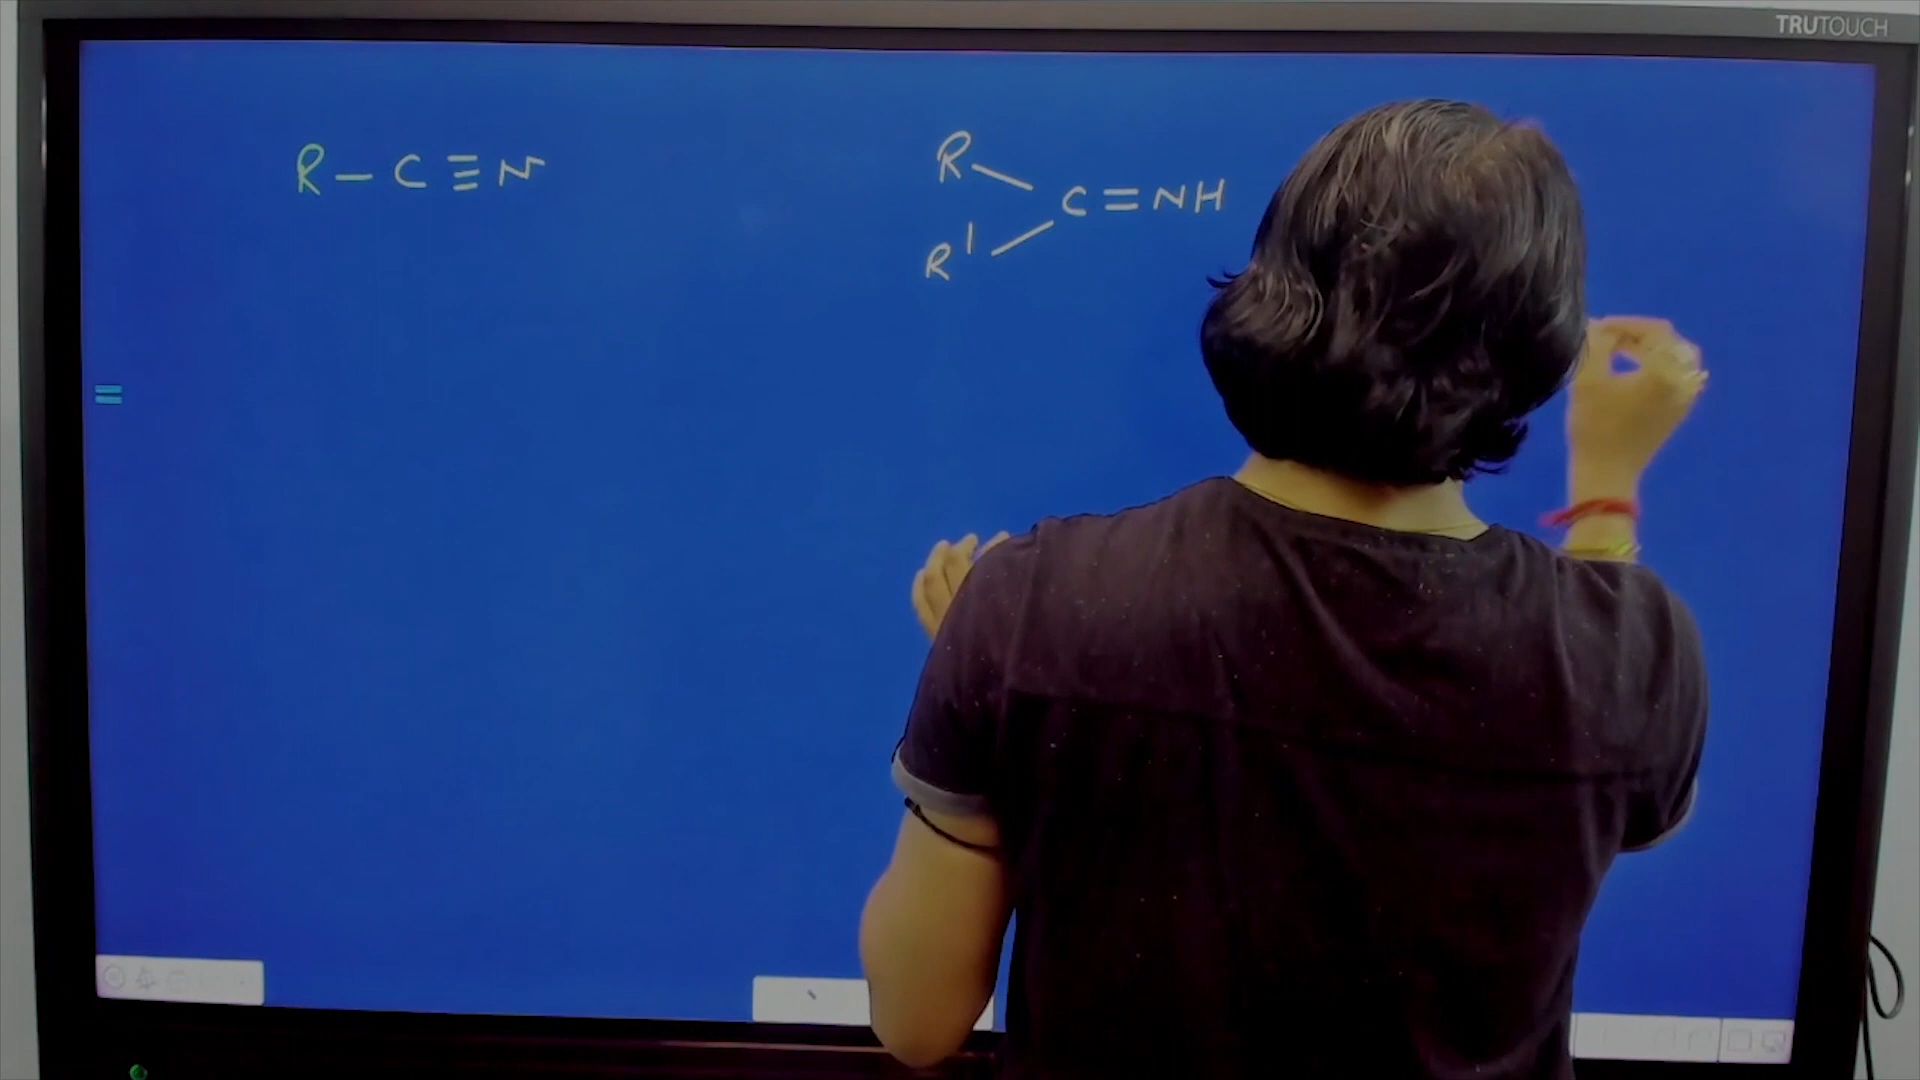 TRUTOUCH
R-C≡N
R
C=NH
R'